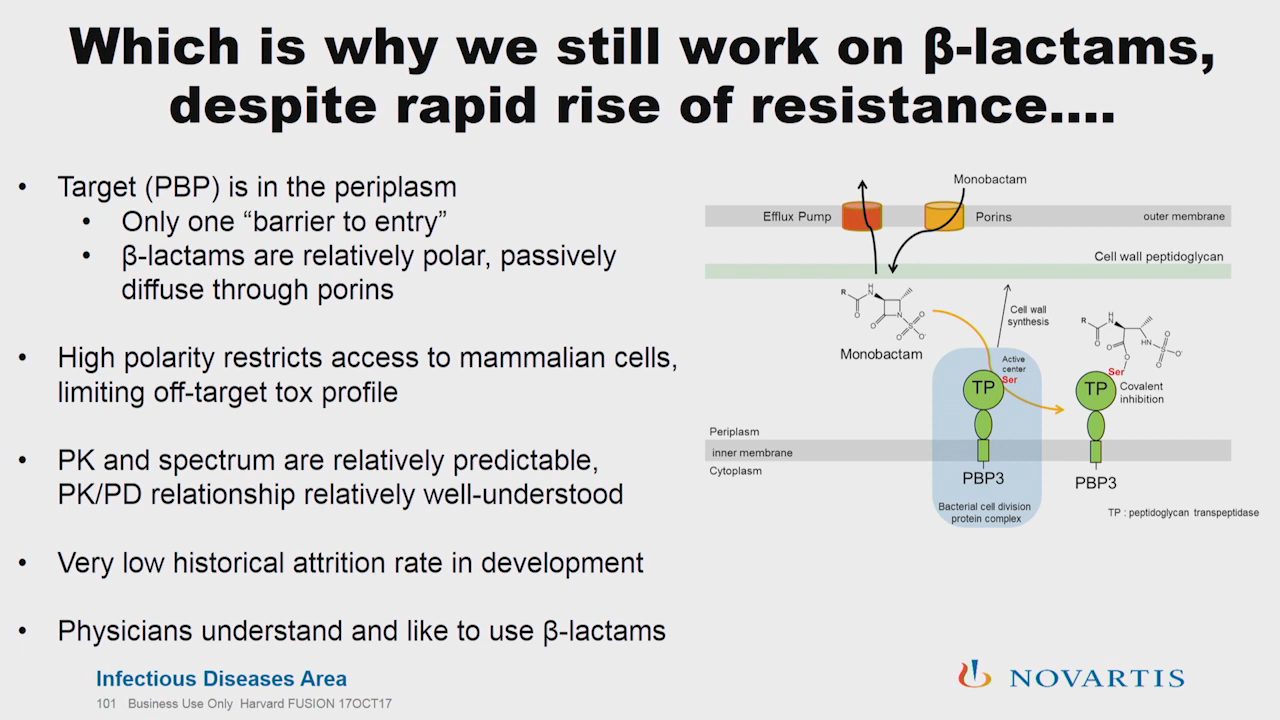 Which is why we still work on β-lactams,
despite rapid rise of resistance....
• Target (PBP) is in the periplasm
• Only one “barrier to entry”
• β-lactams are relatively polar, passively
diffuse through porins
• High polarity restricts access to mammalian cells,
limiting off-target tox profile
• PK and spectrum are relatively predictable,
PK/PD relationship relatively well-understood
• Very low historical attrition rate in development
• Physicians understand and like to use β-lactams
Monobactam
Efflux Pump
Porins
outer membrane
Cell wall peptidoglycan
R
H
N
O
O
N
O
S
O
O-
Monobactam
Cell wall
synthesis
Active
center
Ser
TP
PBP3
Bacterial cell division
protein complex
R
H
N
O
O
O
HN
O
S
O
O-
Ser
TP
Covalent
inhibition
PBP3
Periplasm
inner membrane
Cytoplasm
TP : peptidoglycan transpeptidase
Infectious Diseases Area
101 Business Use Only Harvard FUSION 17OCT17
NOVARTIS